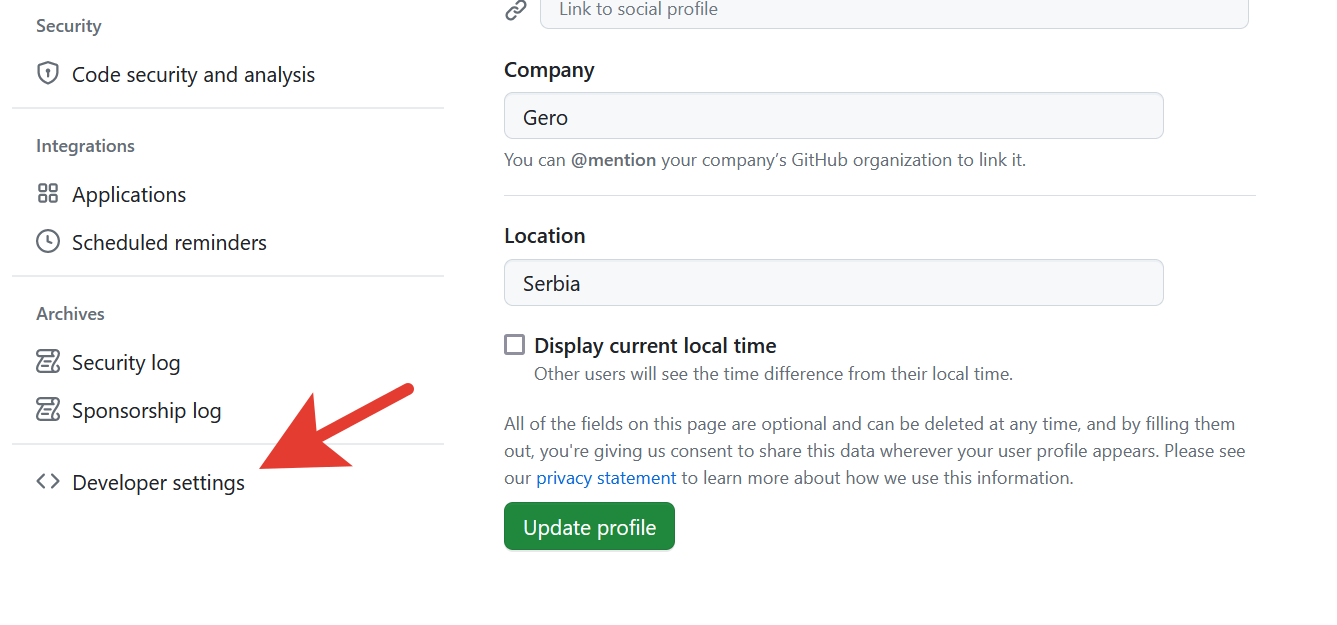 Security
Code security and analysis
Integrations
Applications
Scheduled reminders
Archives
Security log
Sponsorship log
Developer settings
Link to social profile
Company
Gero
You can @mention your company’s GitHub organization to link it.
Location
Serbia
Display current local time
Other users will see the time difference from their local time.
All of the fields on this page are optional and can be deleted at any time, and by filling them
out, you're giving us consent to share this data wherever your user profile appears. Please see
our privacy statement to learn more about how we use this information.
Update profile